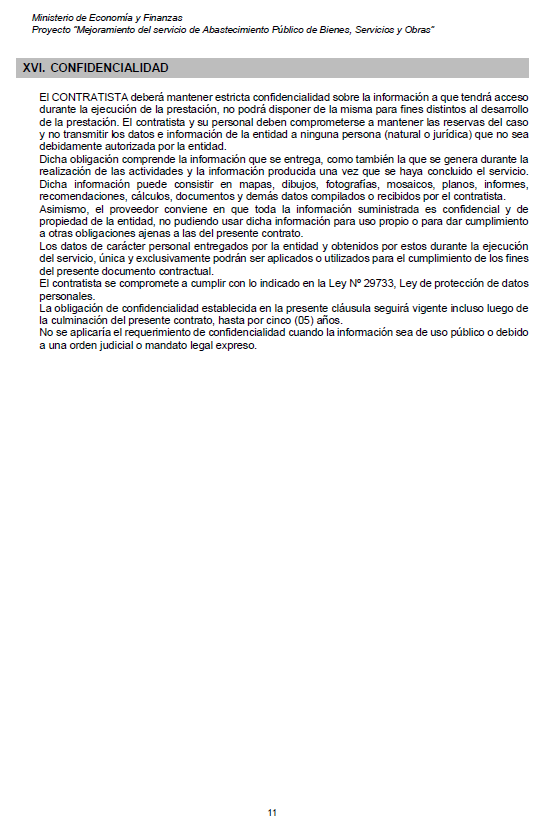 Ministerio de Economía y Finanzas
Proyecto "Mejoramiento del servicio de Abastecimiento Público de Bienes, Servicios y Obras"
XVI. CONFIDENCIALIDAD
El CONTRATISTA deberá mantener estricta confidencialidad sobre la información a que tendrá acceso
durante la ejecución de la prestación, no podrá disponer de la misma para fines distintos al desarrollo
de la prestación. El contratista y su personal deben comprometerse a mantener las reservas del caso
y no transmitir los datos e información de la entidad a ninguna persona (natural o jurídica) que no sea
debidamente autorizada por la entidad.
Dicha obligación comprende la información que se entrega, como también la que se genera durante la
realización de las actividades y la información producida una vez que se haya concluido el servicio.
Dicha información puede consistir en mapas, dibujos, fotografías, mosaicos, planos, informes,
recomendaciones, cálculos, documentos y demás datos compilados o recibidos por el contratista.
Asimismo, el proveedor conviene en que toda la información suministrada es confidencial y de
propiedad de la entidad, no pudiendo usar dicha información para uso propio o para dar cumplimiento
a otras obligaciones ajenas a las del presente contrato.
Los datos de carácter personal entregados por la entidad y obtenidos por estos durante la ejecución
del servicio, única y exclusivamente podrán ser aplicados o utilizados para el cumplimiento de los fines
del presente documento contractual.
El contratista se compromete a cumplir con lo indicado en la Ley Nº 29733, Ley de protección de datos
personales.
La obligación de confidencialidad establecida en la presente cláusula seguirá vigente incluso luego de
la culminación del presente contrato, hasta por cinco (05) años.
No se aplicaría el requerimiento de confidencialidad cuando la información sea de uso público o debido
a una orden judicial o mandato legal expreso.
11